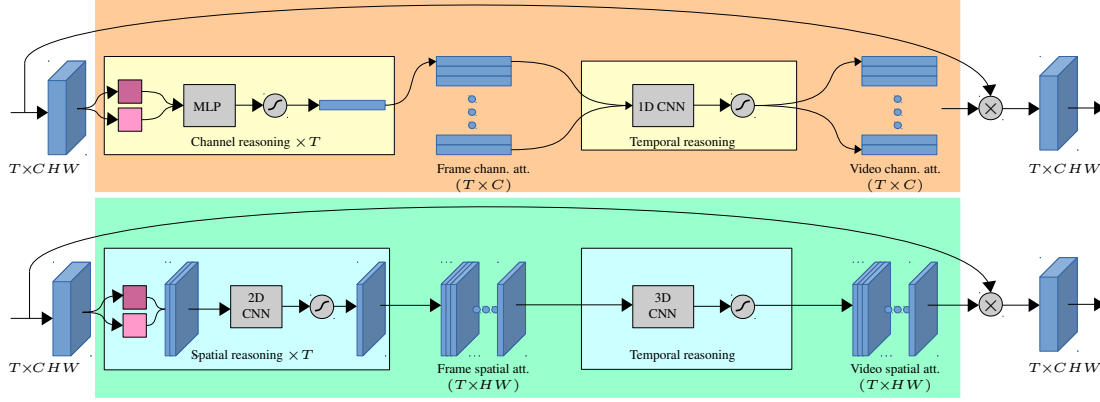 MLP
1D CNN
Channel reasoning × T
Temporal reasoning
T×CHW
Frame chann. att.
(T × C)
Video chann. att.
(T × C)
T×CHW
2D
CNN
3D
CNN
Spatial reasoning × T
Temporal reasoning
T×CHW
Frame spatial att.
(T×HW)
Video spatial att.
(T×HW)
T×CHW